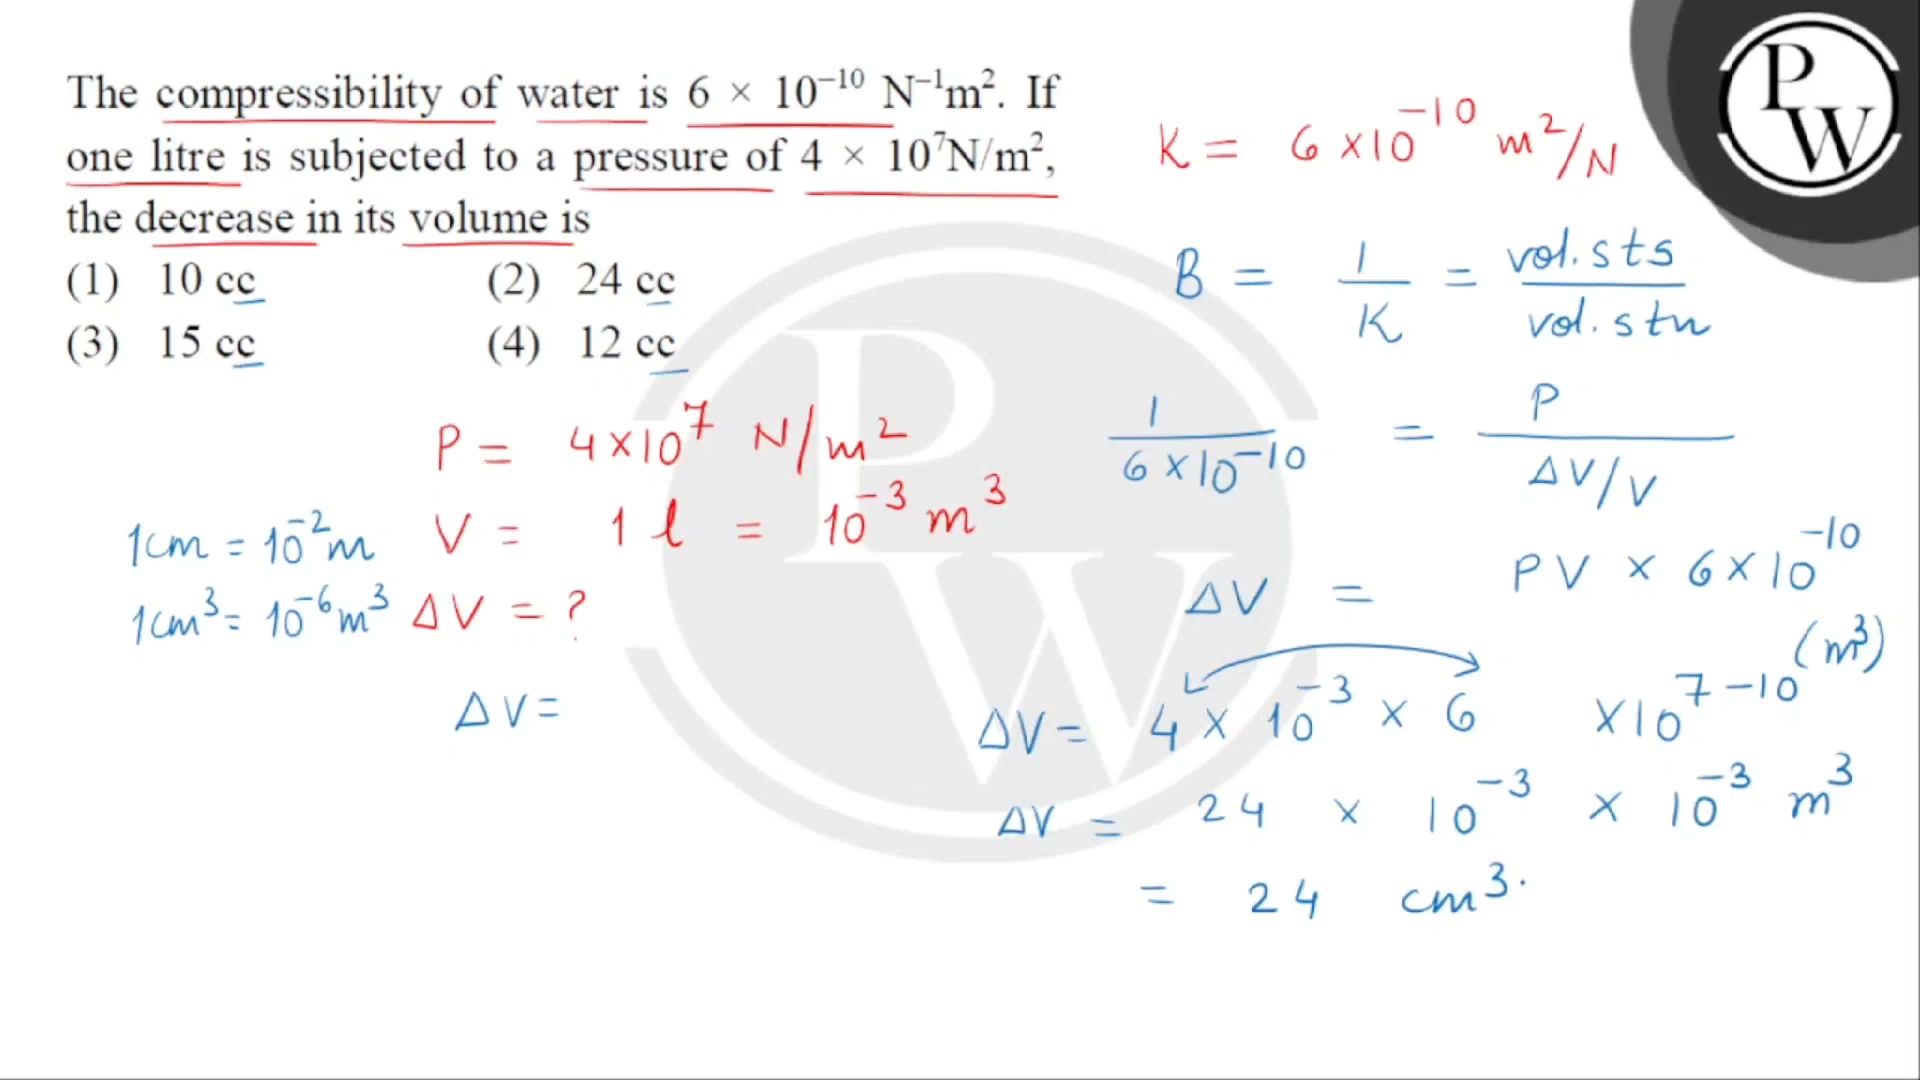 The compressibility of water is 6 × 10⁻¹⁰ N⁻¹m². If
one litre is subjected to a pressure of 4 × 10⁷N/m²,
the decrease in its volume is
(1) 10 cc (2) 24 cc
(3) 15 cc (4) 12 cc
P = 4×10⁷ N/m²
V = 1 l = 10⁻³ m³
ΔV = ?
1cm = 10⁻²m
1cm³ = 10⁻⁶m³
ΔV =
K = 6×10⁻¹⁰ m²/N
B = 1/K = vol.sts/vol.stn
1/6×10⁻¹⁰ = P/ΔV/V
ΔV = PV × 6×10⁻¹⁰
(m³)
ΔV = 4 × 10⁻³ × 6 ×10⁷⁻¹⁰
ΔV = 24 × 10⁻³ × 10⁻³ m³
= 24 cm³.
PW
PW